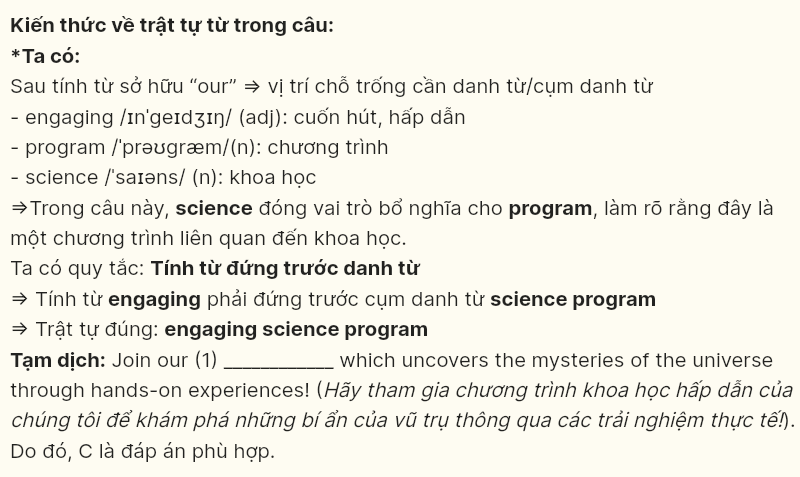 Kiến thức về trật tự từ trong câu:
*Ta có:
Sau tính từ sở hữu “our” ⇒ vị trí chỗ trống cần danh từ/cụm danh từ
- engaging /ɪnˈɡeɪdʒɪŋ/ (adj): cuốn hút, hấp dẫn
- program /ˈprəʊɡræm/(n): chương trình
- science /ˈsaɪəns/ (n): khoa học
⇒Trong câu này, science đóng vai trò bổ nghĩa cho program, làm rõ rằng đây là
một chương trình liên quan đến khoa học.
Ta có quy tắc: Tính từ đứng trước danh từ
⇒ Tính từ engaging phải đứng trước cụm danh từ science program
⇒ Trật tự đúng: engaging science program
Tạm dịch: Join our (1) ____________ which uncovers the mysteries of the universe
through hands-on experiences! (Hãy tham gia chương trình khoa học hấp dẫn của
chúng tôi để khám phá những bí ẩn của vũ trụ thông qua các trải nghiệm thực tế!).
Do đó, C là đáp án phù hợp.